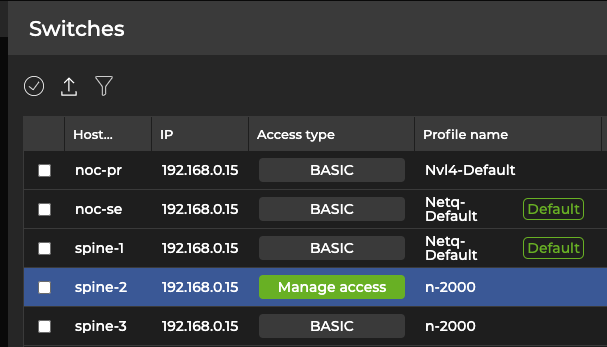 Switches
Host... IP Access type Profile name
noc-pr 192.168.0.15 BASIC Nvl4-Default
noc-se 192.168.0.15 BASIC Netq-
Default Default
spine-1 192.168.0.15 BASIC Netq-
Default Default
spine-2 192.168.0.15 Manage access n-2000
spine-3 192.168.0.15 BASIC n-2000